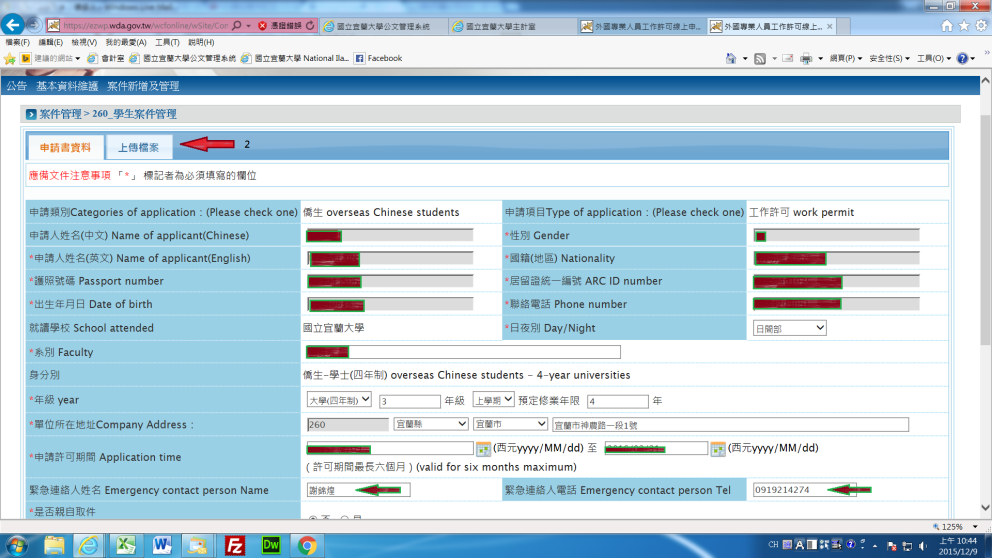 https://ezwp.wda.gov.tw/wcfonline/wSite/Con
憑證錯誤
國立宜蘭大學公文管理系統
國立宜蘭大學主計室
外國專業人員工作許可線上申...
外國專業人員工作許可線上...
檔案(F) 編輯(E) 檢視(V) 我的最愛(A) 工具(T) 說明(H)
建議的網站 會計室 國立宜蘭大學公文管理系統 國立宜蘭大學 National Ila... Facebook
網頁(P) 安全性(S) 工具(O)
公告 基本資料維護 案件新增及管理
案件管理 > 260_學生案件管理
申請書資料 上傳檔案 2
應備文件注意事項 「*」 標記者為必須填寫的欄位
申請類別Categories of application : (Please check one) 僑生 overseas Chinese students 申請項目Type of application : (Please check one) 工作許可 work permit
申請人姓名(中文) Name of applicant(Chinese) *性別 Gender
*申請人姓名(英文) Name of applicant(English) *國籍(地區) Nationality
*護照號碼 Passport number *居留證統一編號 ARC ID number
*出生年月日 Date of birth *聯絡電話 Phone number
就讀學校 School attended 國立宜蘭大學 *日夜別 Day/Night 日間部
*系別 Faculty
身分別 僑生-學士(四年制) overseas Chinese students - 4-year universities
*年級 year 大學(四年制) 3 年級 上學期 預定修業年限 4 年
*單位所在地址Company Address : 260 宜蘭縣 宜蘭市 宜蘭市神農路一段1號
*申請許可期間 Application time (西元yyyy/MM/dd) 至 (西元yyyy/MM/dd)
( 許可期間最長六個月 ) (valid for six months maximum)
緊急連絡人姓名 Emergency contact person Name 謝錦煌 緊急連絡人電話 Emergency contact person Tel 0919214274
*是否親自取件
125%
CH
上午 10:44
2015/12/9